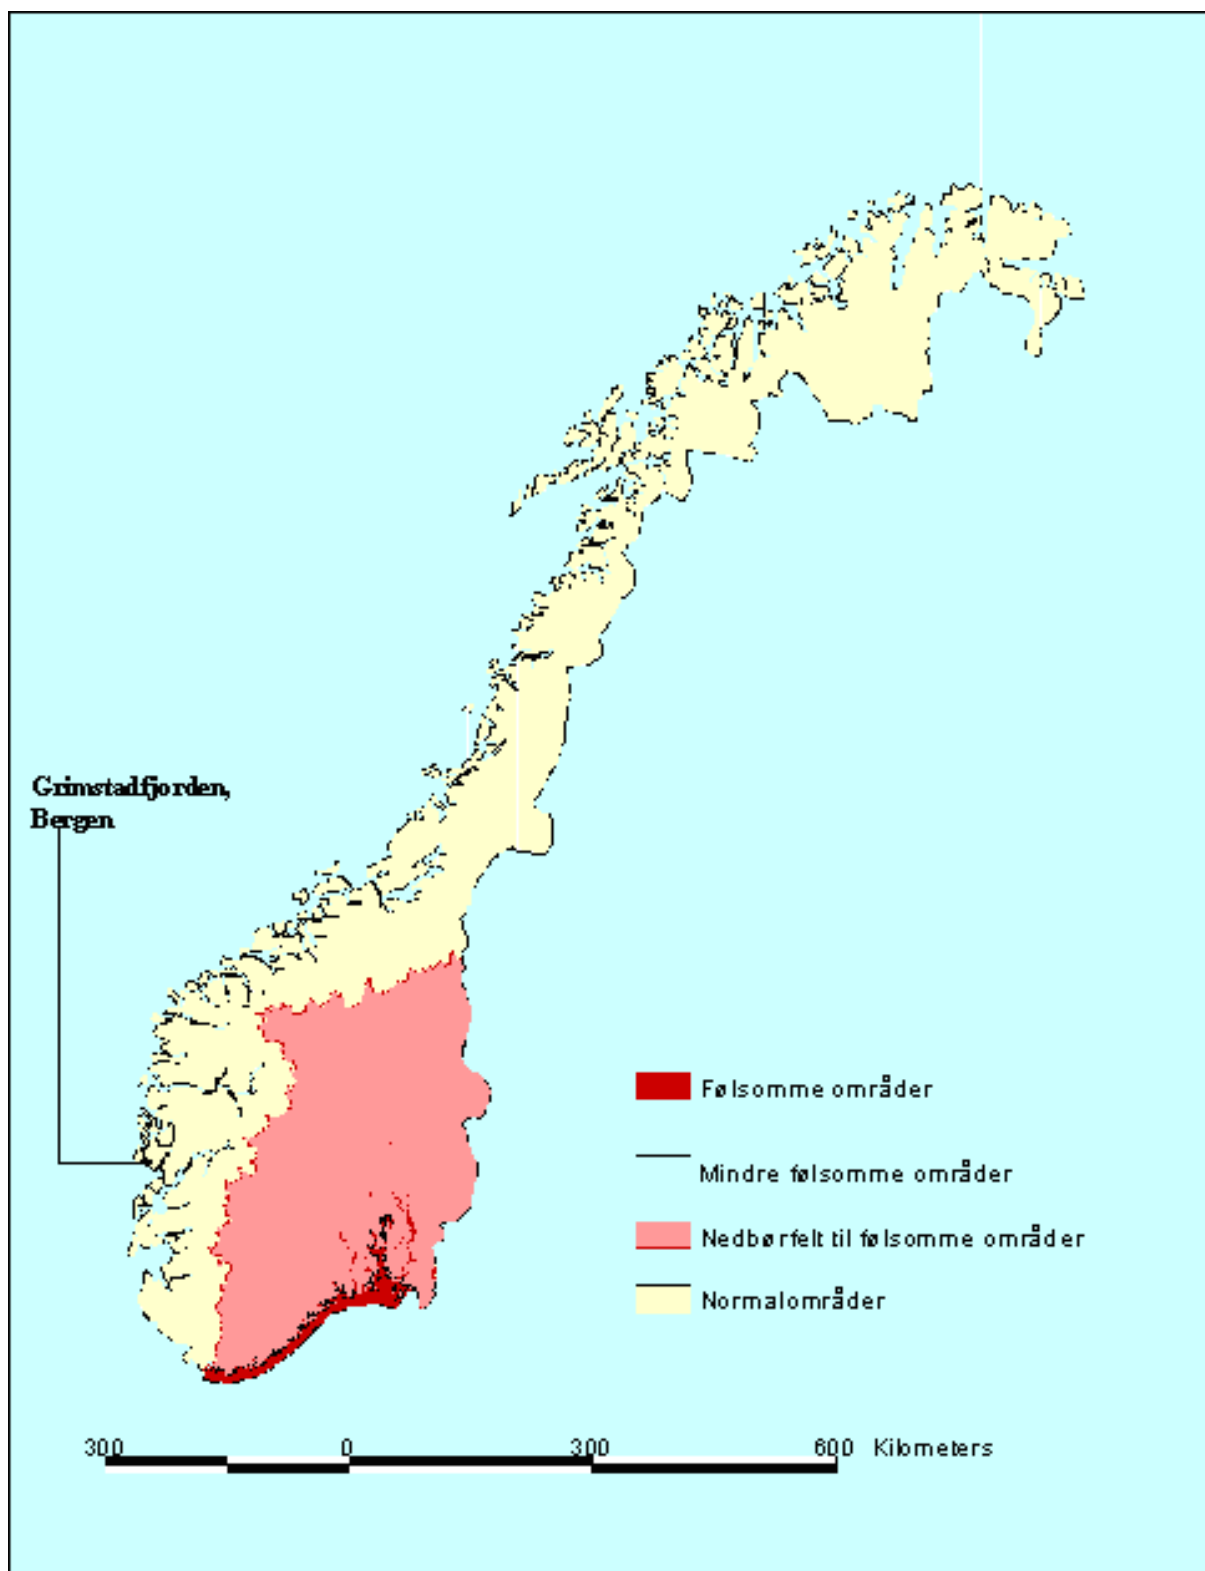 Grimstadfjorden,
Bergen
Følsomme områder
Mindre følsomme områder
Nedbørfelt til følsomme områder
Normalområder
300 0 300 600 Kilometers